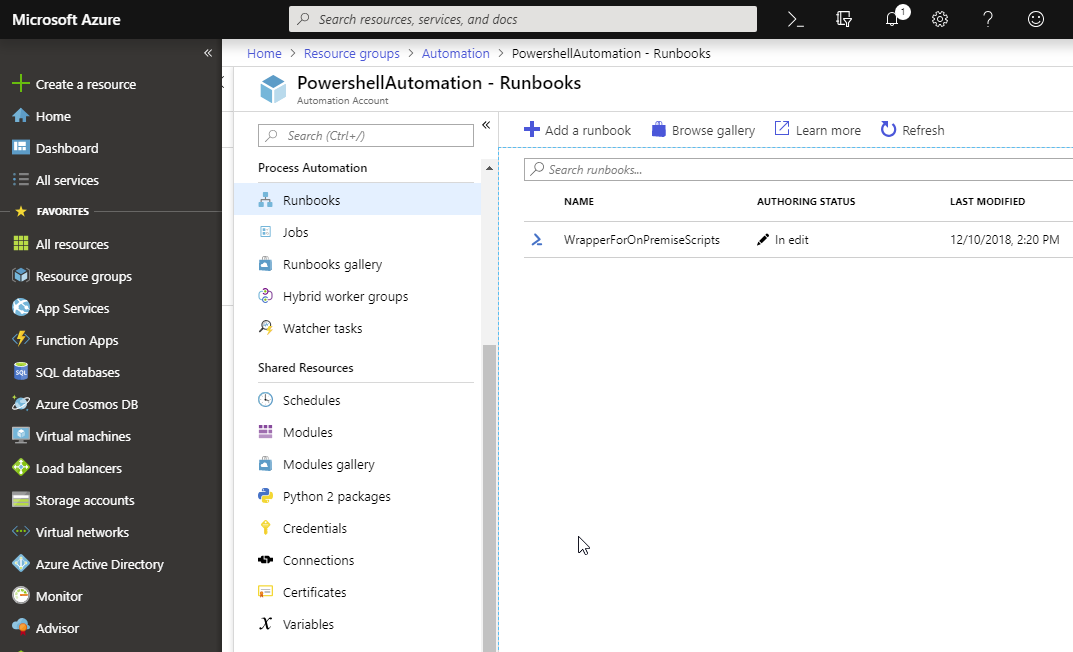 Microsoft Azure
Search resources, services, and docs
1
Create a resource
Home
Dashboard
All services
FAVORITES
All resources
Resource groups
App Services
Function Apps
SQL databases
Azure Cosmos DB
Virtual machines
Load balancers
Storage accounts
Virtual networks
Azure Active Directory
Monitor
Advisor
Home > Resource groups > Automation > PowershellAutomation - Runbooks
PowershellAutomation - Runbooks
Automation Account
Search (Ctrl+/)
Process Automation
Runbooks
Jobs
Runbooks gallery
Hybrid worker groups
Watcher tasks
Shared Resources
Schedules
Modules
Modules gallery
Python 2 packages
Credentials
Connections
Certificates
Variables
Add a runbook Browse gallery Learn more Refresh
Search runbooks...
NAME AUTHORING STATUS LAST MODIFIED
WrapperForOnPremiseScripts In edit 12/10/2018, 2:20 PM